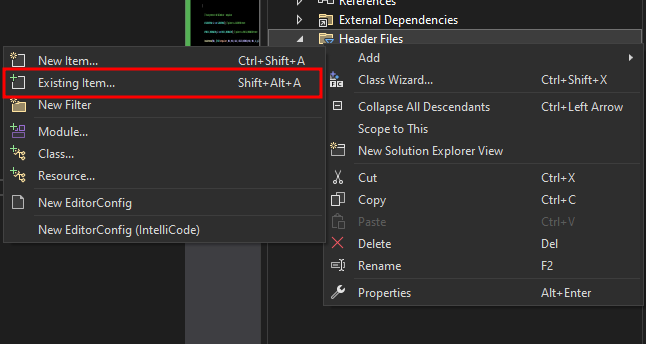 References
External Dependencies
Header Files
New Item... Ctrl+Shift+A
Existing Item... Shift+Alt+A
New Filter
Module...
Class...
Resource...
New EditorConfig
New EditorConfig (IntelliCode)
Add
Class Wizard... Ctrl+Shift+X
Collapse All Descendants Ctrl+Left Arrow
Scope to This
New Solution Explorer View
Cut Ctrl+X
Copy Ctrl+C
Paste Ctrl+V
Delete Del
Rename F2
Properties Alt+Enter